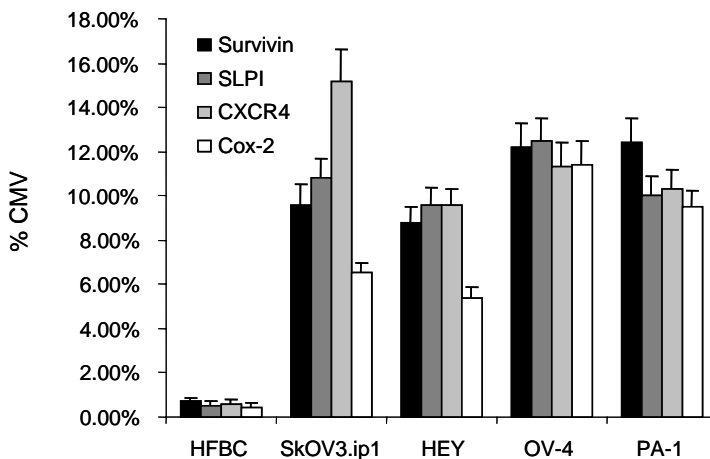 18.00%
16.00%
14.00%
12.00%
10.00%
8.00%
6.00%
4.00%
2.00%
0.00%
% CMV
Survivin
SLPI
CXCR4
Cox-2
HFBC SkOV3.ip1 HEY OV-4 PA-1